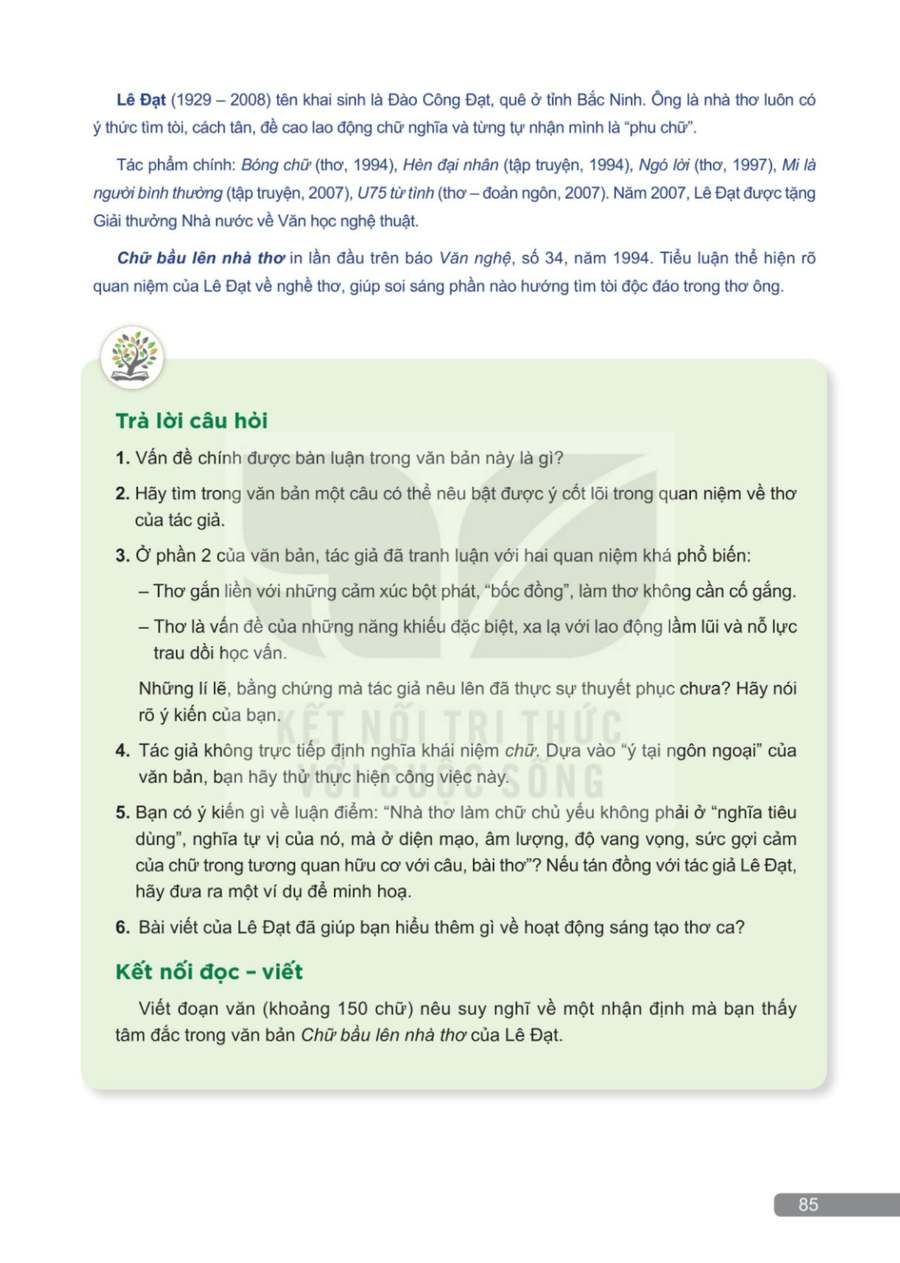 Lê Đạt (1929 – 2008) tên khai sinh là Đào Công Đạt, quê ở tỉnh Bắc Ninh. Ông là nhà thơ luôn có
ý thức tìm tòi, cách tân, đề cao lao động chữ nghĩa và từng tự nhận mình là “phu chữ”.
Tác phẩm chính: Bóng chữ (thơ, 1994), Hèn đại nhân (tập truyện, 1994), Ngó lời (thơ, 1997), Mi là
người bình thường (tập truyện, 2007), U75 từ tình (thơ – đoản ngôn, 2007). Năm 2007, Lê Đạt được tặng
Giải thưởng Nhà nước về Văn học nghệ thuật.
Chữ bầu lên nhà thơ in lần đầu trên báo Văn nghệ, số 34, năm 1994. Tiểu luận thể hiện rõ
quan niệm của Lê Đạt về nghề thơ, giúp soi sáng phần nào hướng tìm tòi độc đáo trong thơ ông.
Trả lời câu hỏi
1. Vấn đề chính được bàn luận trong văn bản này là gì?
2. Hãy tìm trong văn bản một câu có thể nêu bật được ý cốt lõi trong quan niệm về thơ
của tác giả.
3. Ở phần 2 của văn bản, tác giả đã tranh luận với hai quan niệm khá phổ biến:
– Thơ gắn liền với những cảm xúc bột phát, “bốc đồng”, làm thơ không cần cố gắng.
– Thơ là vấn đề của những năng khiếu đặc biệt, xa lạ với lao động lầm lũi và nỗ lực
trau dồi học vấn.
Những lí lẽ, bằng chứng mà tác giả nêu lên đã thực sự thuyết phục chưa? Hãy nói
rõ ý kiến của bạn.
4. Tác giả không trực tiếp định nghĩa khái niệm chữ. Dựa vào “ý tại ngôn ngoại” của
văn bản, bạn hãy thử thực hiện công việc này.
5. Bạn có ý kiến gì về luận điểm: “Nhà thơ làm chữ chủ yếu không phải ở “nghĩa tiêu
dùng”, nghĩa tự vị của nó, mà ở diện mạo, âm lượng, độ vang vọng, sức gợi cảm
của chữ trong tương quan hữu cơ với câu, bài thơ”? Nếu tán đồng với tác giả Lê Đạt,
hãy đưa ra một ví dụ để minh hoạ.
6. Bài viết của Lê Đạt đã giúp bạn hiểu thêm gì về hoạt động sáng tạo thơ ca?
Kết nối đọc – viết
Viết đoạn văn (khoảng 150 chữ) nêu suy nghĩ về một nhận định mà bạn thấy
tâm đắc trong văn bản Chữ bầu lên nhà thơ của Lê Đạt.
KẾT NỐI TRI THỨC
VỚI CUỘC SỐNG
85